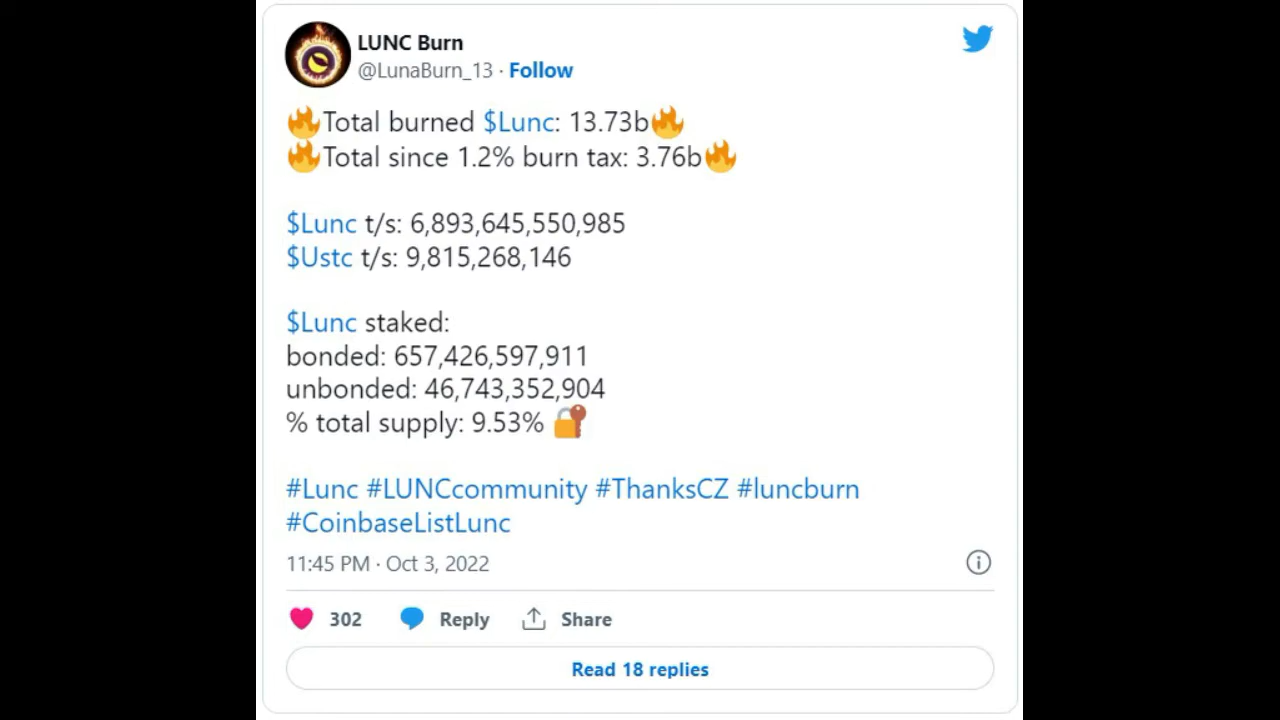 LUNC Burn
@LunaBurn_13 · Follow
🔥Total burned $Lunc: 13.73b🔥
🔥Total since 1.2% burn tax: 3.76b🔥
$Lunc t/s: 6,893,645,550,985
$Ustc t/s: 9,815,268,146
$Lunc staked:
bonded: 657,426,597,911
unbonded: 46,743,352,904
% total supply: 9.53% 🔐
#Lunc #LUNCcommunity #ThanksCZ #luncburn
#CoinbaseListLunc
11:45 PM · Oct 3, 2022
302 Reply Share
Read 18 replies